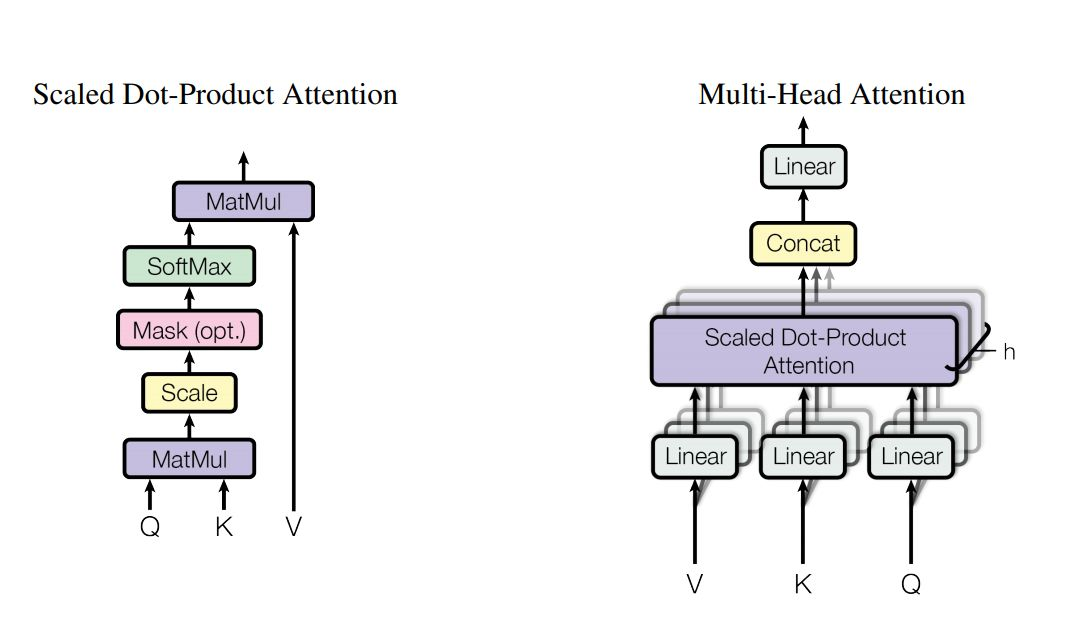 Scaled Dot-Product Attention
MatMul
SoftMax
Mask (opt.)
Scale
MatMul
Q K V
Multi-Head Attention
Linear
Concat
Scaled Dot-Product
Attention
h
Linear Linear Linear
V K Q